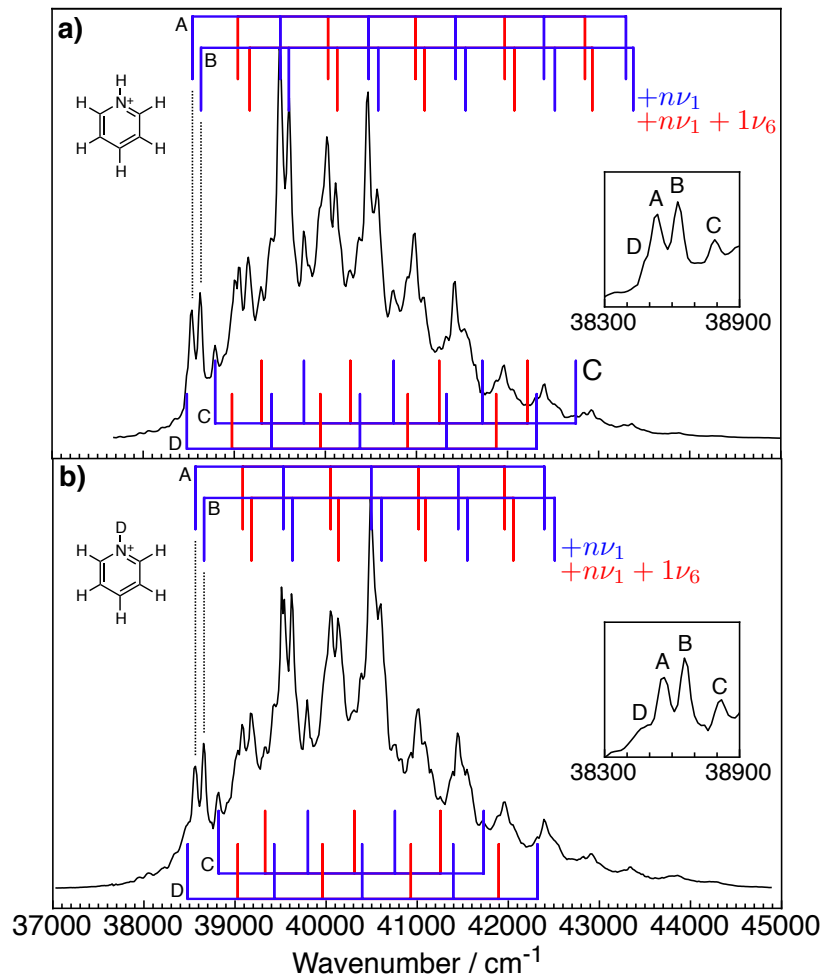 a)
A
B
H
N+
H
H
H
H
H
+nν₁
+nν₁ + 1ν₆
A
B
C
D
38300
38900
C
C
D
b)
A
B
D
N+
H
H
H
H
H
+nν₁
+nν₁ + 1ν₆
A
B
C
D
38300
38900
C
D
37000 38000 39000 40000 41000 42000 43000 44000 45000
Wavenumber / cm⁻¹